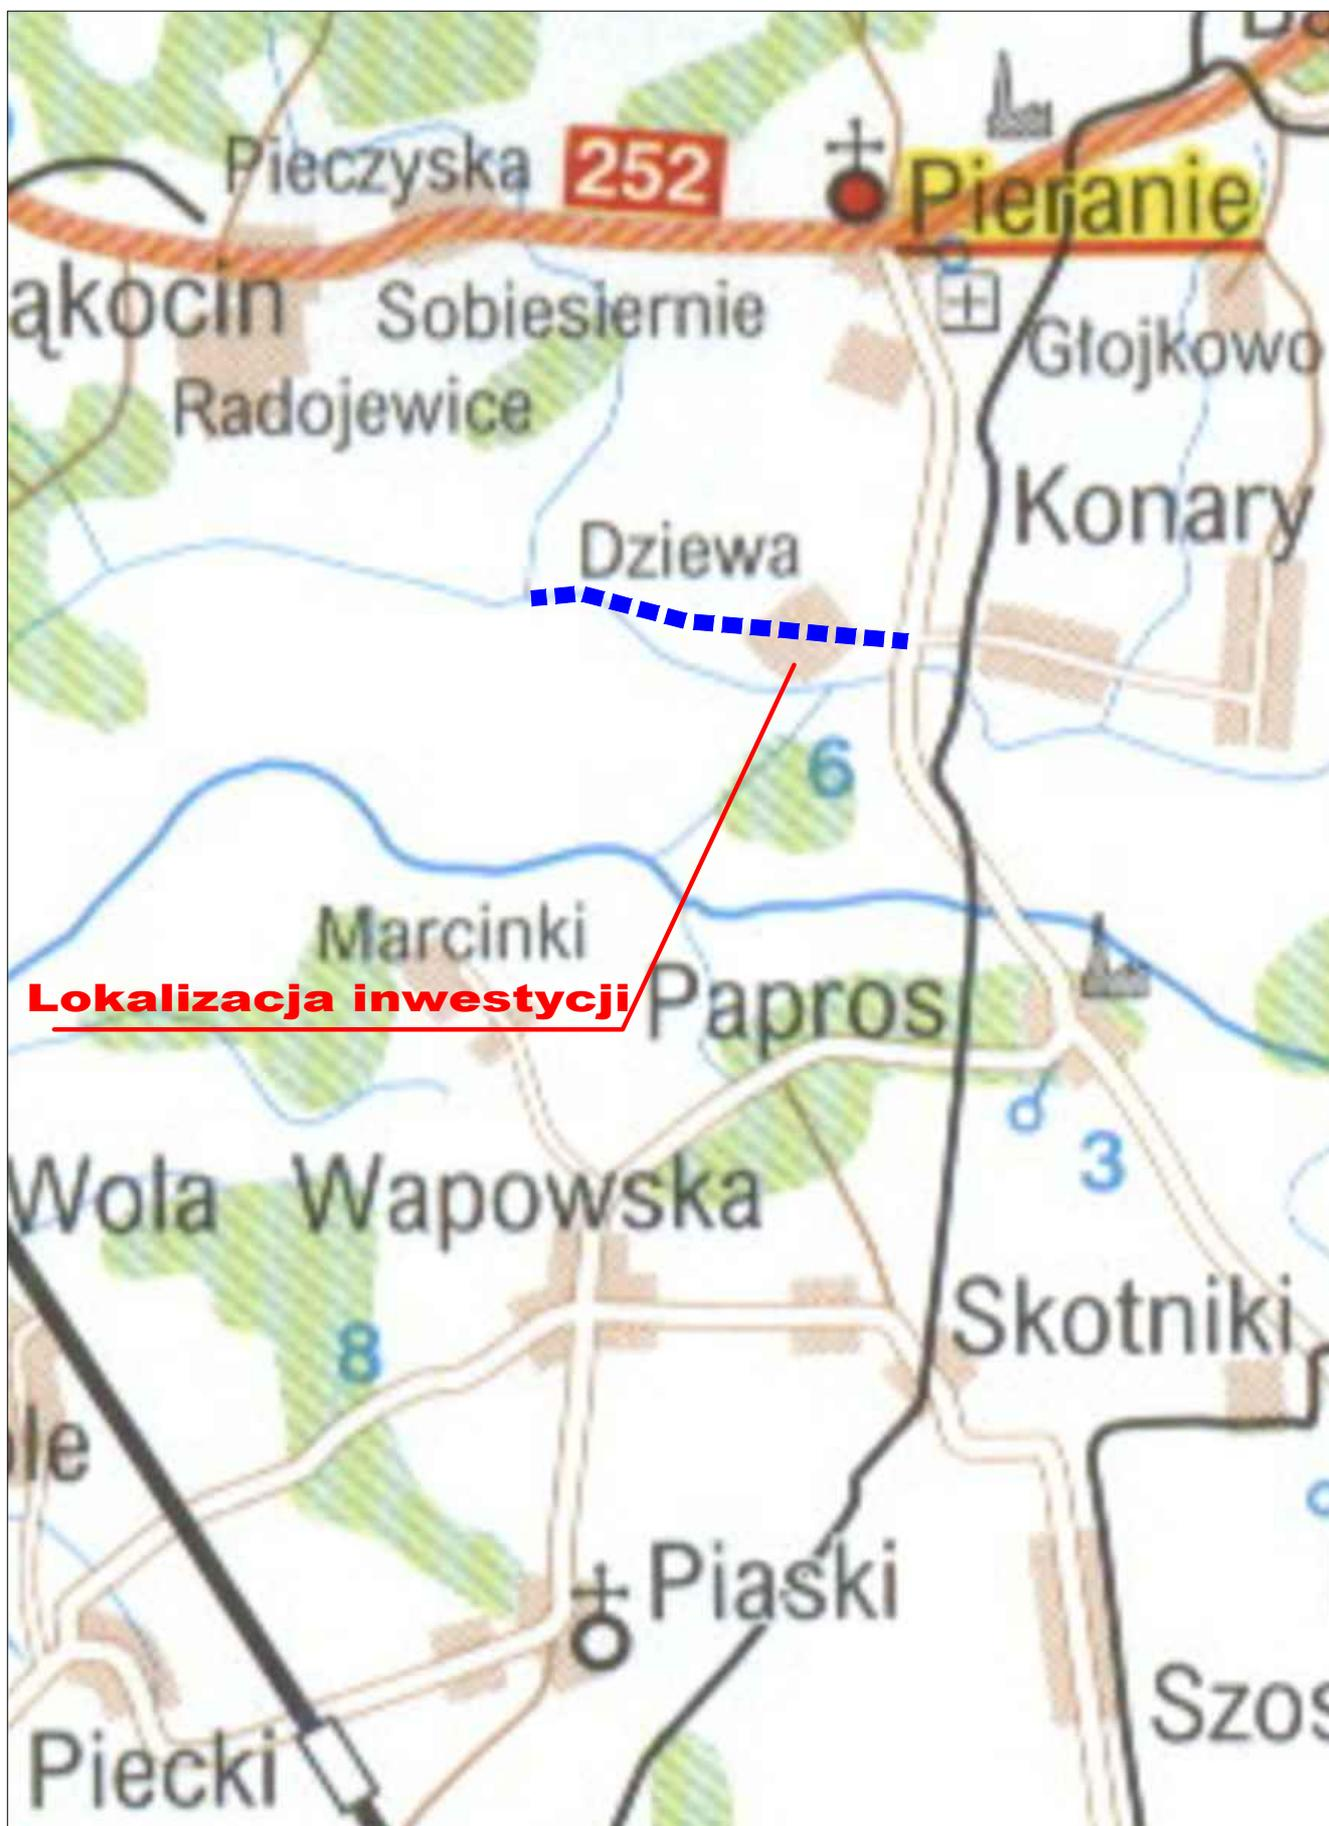 Pieczyska
252
Pieranie
ąkocin
Sobiesiernie
Głojkowo
Radojewice
Konary
Dziewa
6
Marcinki
Lokalizacja inwestycji
Papros
3
Wola Wapowska
Skotniki
8
le
Piaski
Szos
Piecki